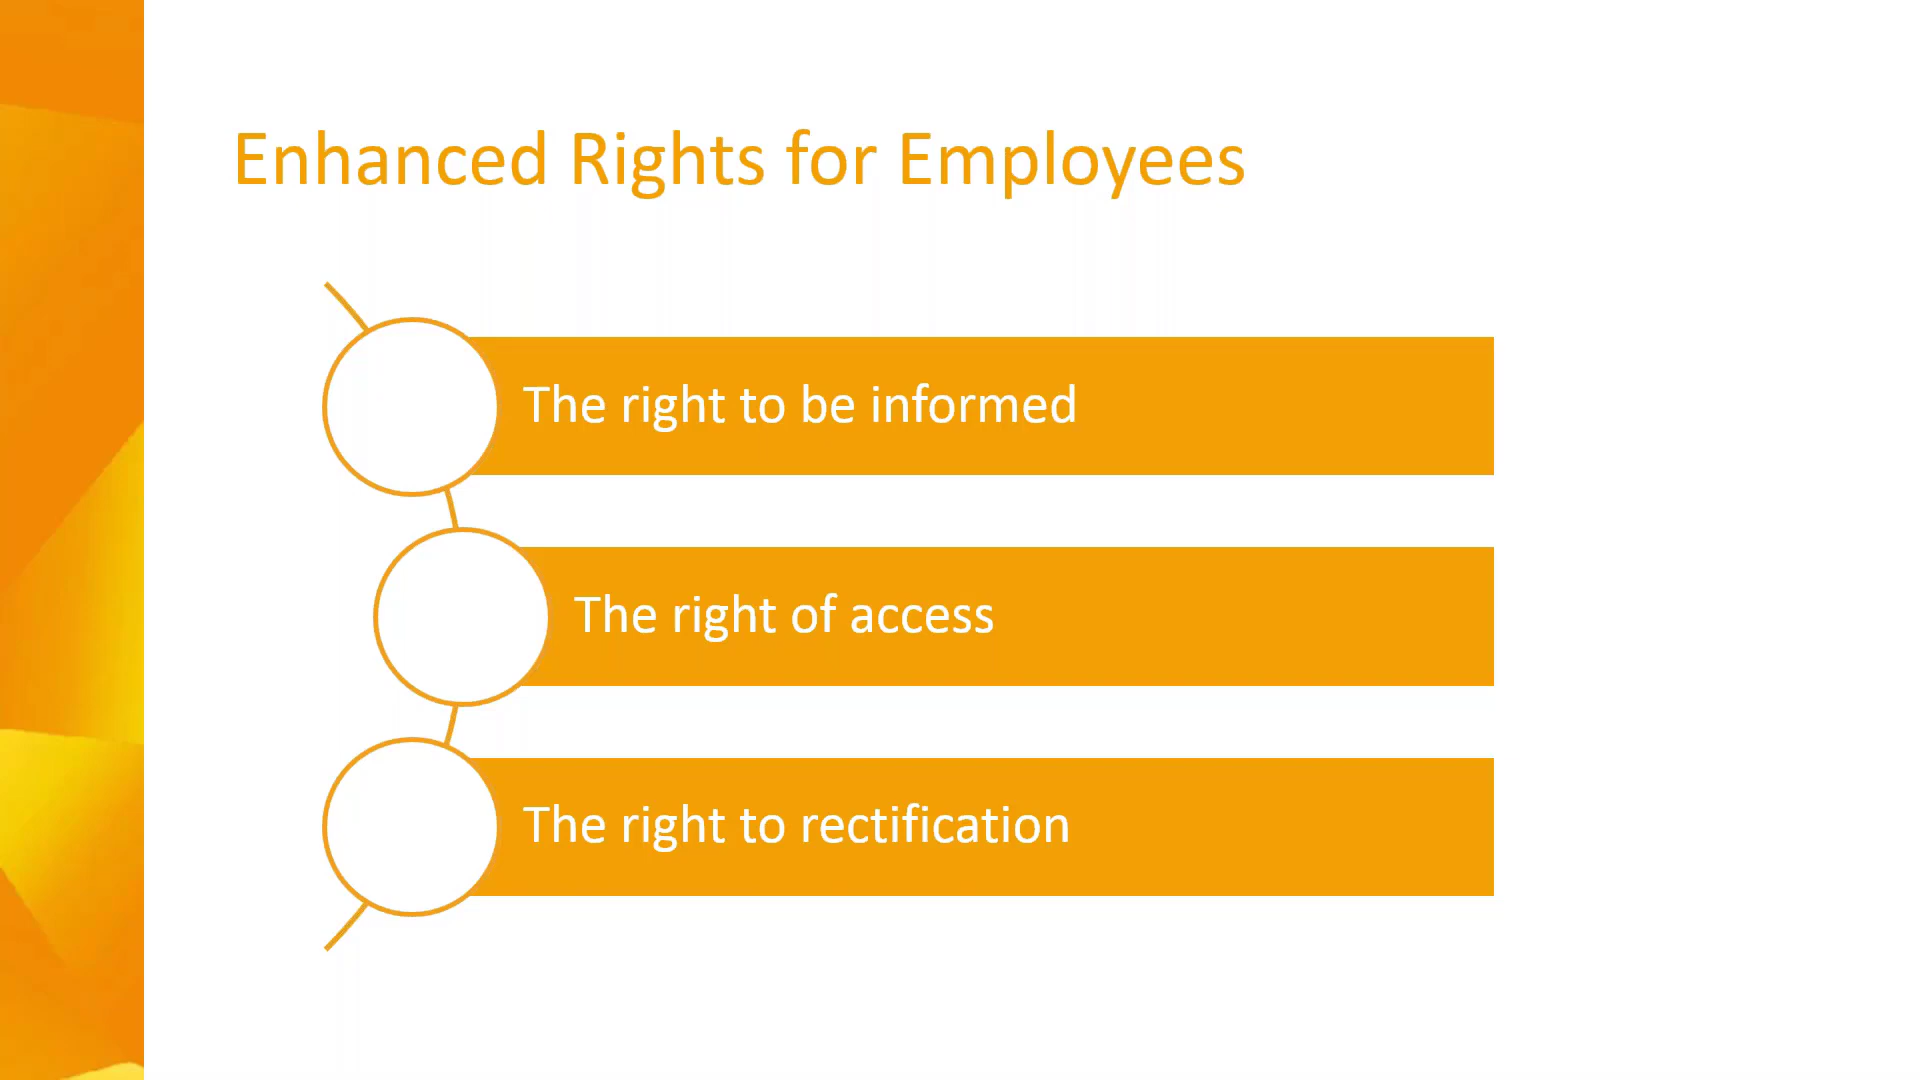 Enhanced Rights for Employees
The right to be informed
The right of access
The right to rectification